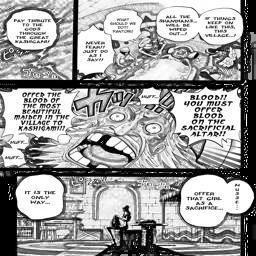 IF THINGS
KEEP ON
LIKE THIS,
THIS
VILLAGE...
ALL THE
SHANDIANS...
WILL BE
WIPED
OUT...!
WHAT
SHOULD WE
DO?!
NEVER
FEAR!!
JUST
DO AS
I SAY!!
PAY TRIBUTE
TO THE
GODS
THROUGH
THE GREAT
KASHIGAMI!
BLOOD!!
YOU MUST
OFFER
BLOOD
ON THE
SACRIFICIAL
ALTAR!!
OFFER THE
BLOOD OF
THE MOST
BEAUTIFUL
MAIDEN IN THE
VILLAGE TO
KASHIGAMI!!
HUFF...
HUFF...
HUFF...
HUFF...
OFFER
THAT GIRL
AS A
SACRIFICE...
IT IS THE
ONLY
WAY...